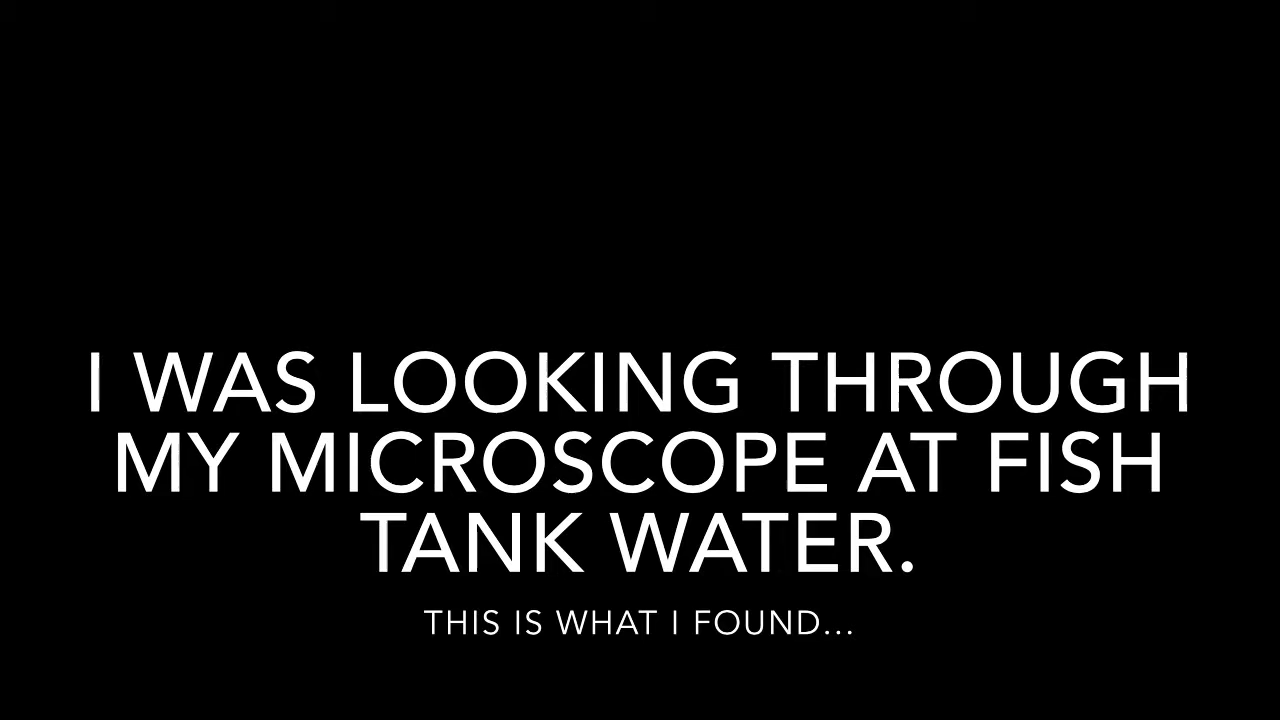 I WAS LOOKING THROUGH
MY MICROSCOPE AT FISH
TANK WATER.
THIS IS WHAT I FOUND...